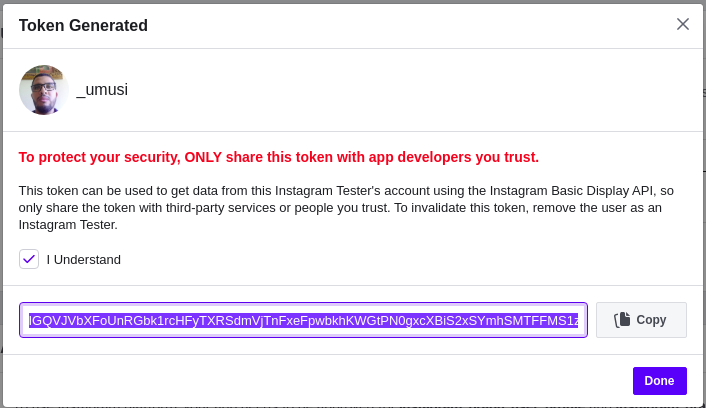 Token Generated
_umusi
To protect your security, ONLY share this token with app developers you trust.
This token can be used to get data from this Instagram Tester's account using the Instagram Basic Display API, so
only share the token with third-party services or people you trust. To invalidate this token, remove the user as an
Instagram Tester.
I Understand
IGQVJVbXFoUnRGbk1rcHFyTXRSdmVjTnFxeFpwbkhKWGtPN0gxcXBiS2xSYmhSMTFFMS1z
Copy
Done